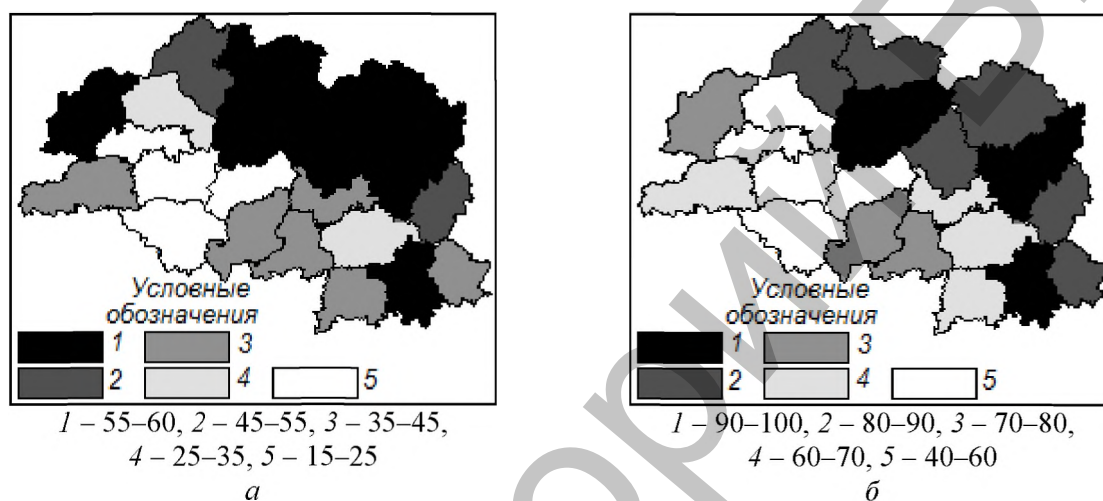 Условные
обозначения
1 3
2 4 5
1 – 55–60, 2 – 45–55, 3 – 35–45,
4 – 25–35, 5 – 15–25
а
Условные
обозначения
1 3
2 4 5
1 – 90–100, 2 – 80–90, 3 – 70–80,
4 – 60–70, 5 – 40–60
б